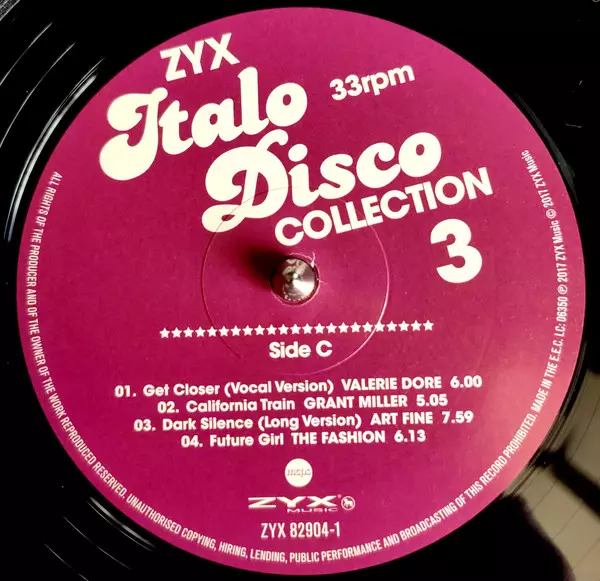 ZYX
33rpm
Italo
Disco
COLLECTION
3
★★★★★★★★★★★★★★★★★★★★★★★★★
Side C
01. Get Closer (Vocal Version) VALERIE DORE 6.00
02. California Train GRANT MILLER 5.05
03. Dark Silence (Long Version) ART FINE 7.59
04. Future Girl THE FASHION 6.13
mcps
ZYX
MUSIC
ZYX 82904-1
ALL RIGHTS OF THE PRODUCER AND OF THE OWNER OF THE WORK REPRODUCED RESERVED. UNAUTHORISED COPYING, HIRING, LENDING, PUBLIC PERFORMANCE AND BROADCASTING OF THIS RECORD PROHIBITED. MADE IN THE E.E.C. LC: 06350 ℗ 2017 ZYX Music © 2017 ZYX Music